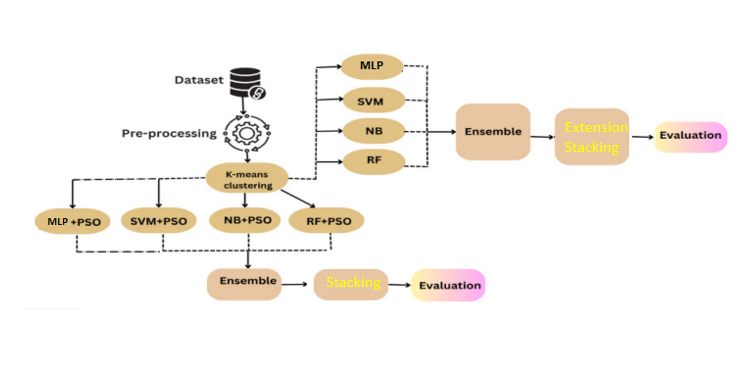 Dataset
Pre-processing
K-means
clustering
MLP
SVM
NB
RF
Ensemble
Extension
Stacking
Evaluation
MLP +PSO
SVM+PSO
NB+PSO
RF+PSO
Ensemble
Stacking
Evaluation